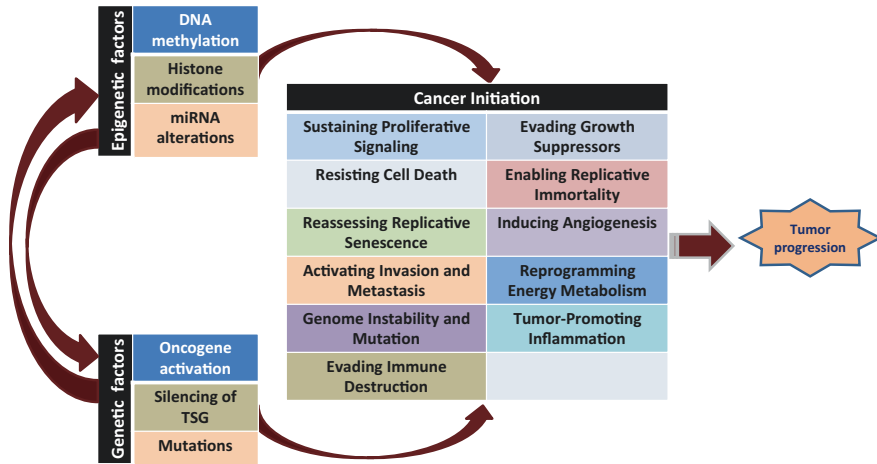 Epigenetic factors
DNA
methylation
Histone
modifications
miRNA
alterations
Cancer Initiation
Sustaining Proliferative
Signaling
Evading Growth
Suppressors
Resisting Cell Death
Enabling Replicative
Immortality
Reassessing Replicative
Senescence
Inducing Angiogenesis
Activating Invasion and
Metastasis
Reprogramming
Energy Metabolism
Genome Instability and
Mutation
Tumor-Promoting
Inflammation
Evading Immune
Destruction
Tumor
progression
Genetic factors
Oncogene
activation
Silencing of
TSG
Mutations